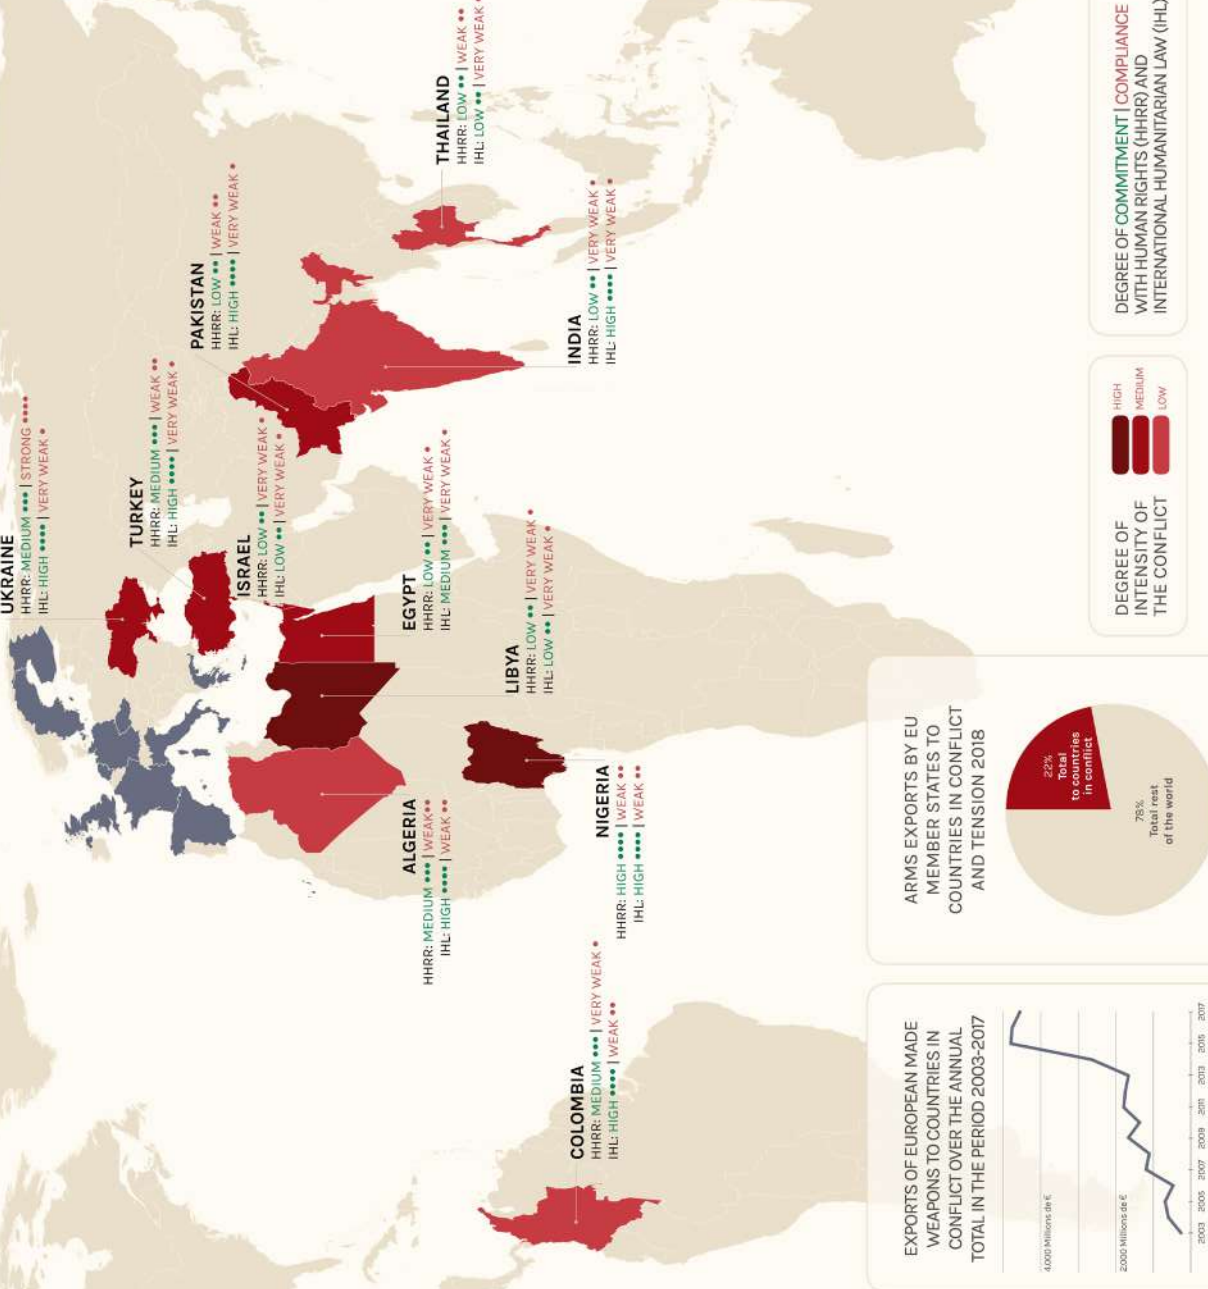 UKRAINE
HHRR: MEDIUM ••• | STRONG ••••
IHL: HIGH •••• | VERY WEAK •
TURKEY
HHRR: MEDIUM ••• | WEAK ••
IHL: HIGH •••• | VERY WEAK •
PAKISTAN
HHRR: LOW •• | WEAK ••
IHL: HIGH •••• | VERY WEAK •
THAILAND
HHRR: LOW •• | WEAK ••
IHL: LOW •• | VERY WEAK •
ISRAEL
HHRR: LOW •• | VERY WEAK •
IHL: LOW •• | VERY WEAK •
EGYPT
HHRR: LOW •• | VERY WEAK •
IHL: MEDIUM ••• | VERY WEAK •
INDIA
HHRR: LOW •• | VERY WEAK •
IHL: HIGH •••• | VERY WEAK •
LIBYA
HHRR: LOW •• | VERY WEAK •
IHL: LOW •• | VERY WEAK •
ALGERIA
HHRR: MEDIUM ••• | WEAK••
IHL: HIGH •••• | WEAK ••
NIGERIA
HHRR: HIGH •••• | WEAK ••
IHL: HIGH •••• | WEAK ••
COLOMBIA
HHRR: MEDIUM ••• | VERY WEAK •
IHL: HIGH •••• | WEAK ••
EXPORTS OF EUROPEAN MADE
WEAPONS TO COUNTRIES IN
CONFLICT OVER THE ANNUAL
TOTAL IN THE PERIOD 2003-2017
4.000 Millions de €
2.000 Millions de €
2003 2005 2007 2009 2011 2013 2015 2017
ARMS EXPORTS BY EU
MEMBER STATES TO
COUNTRIES IN CONFLICT
AND TENSION 2018
22%
Total
to countries
in conflict
78%
Total rest
of the world
DEGREE OF
INTENSITY OF
THE CONFLICT
HIGH
MEDIUM
LOW
DEGREE OF COMMITMENT | COMPLIANCE
WITH HUMAN RIGHTS (HHRR) AND
INTERNATIONAL HUMANITARIAN LAW (IHL)